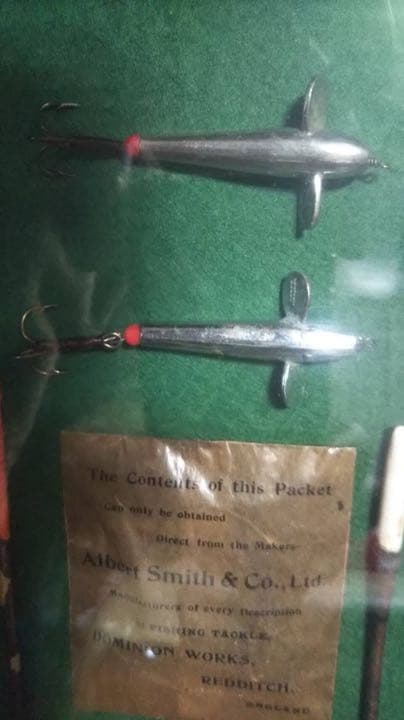 The Contents of this Packet
Can only be obtained
Direct from the Makers
Albert Smith & Co., Ltd
Manufacturers of every Description
of FISHING TACKLE,
DOMINION WORKS,
REDDITCH.
ENGLAND